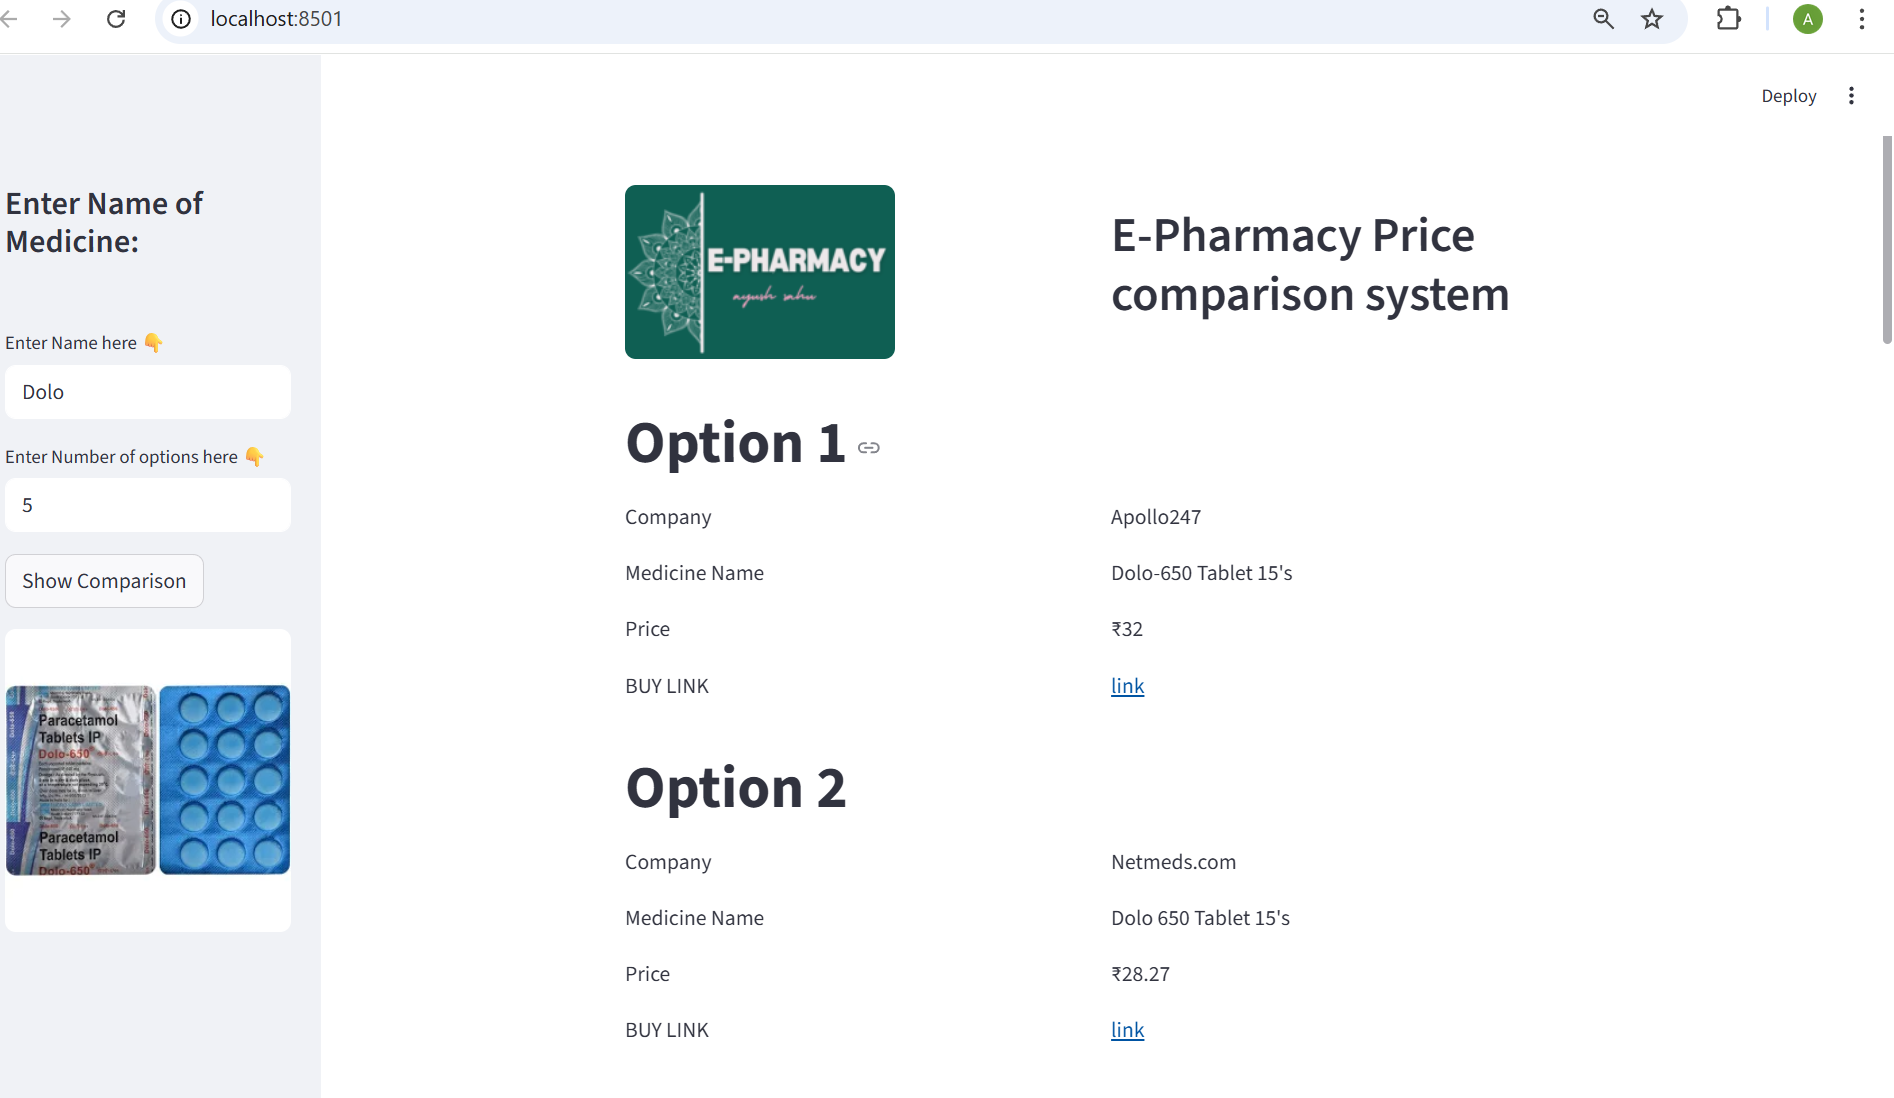 localhost:8501
A
Deploy
Enter Name of
Medicine:
Enter Name here 👇
Dolo
Enter Number of options here 👇
5
Show Comparison
Paracetamol
Tablets IP
Dolo-650
Paracetamol
Tablets IP
Dolo-650
E-PHARMACY
ayush sahu
E-Pharmacy Price
comparison system
Option 1
Company Apollo247
Medicine Name Dolo-650 Tablet 15's
Price ₹32
BUY LINK link
Option 2
Company Netmeds.com
Medicine Name Dolo 650 Tablet 15's
Price ₹28.27
BUY LINK link